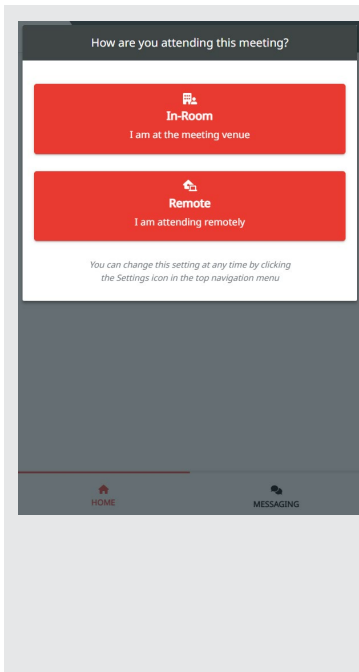 How are you attending this meeting?
In-Room
I am at the meeting venue
Remote
I am attending remotely
You can change this setting at any time by clicking
the Settings icon in the top navigation menu
HOME
MESSAGING